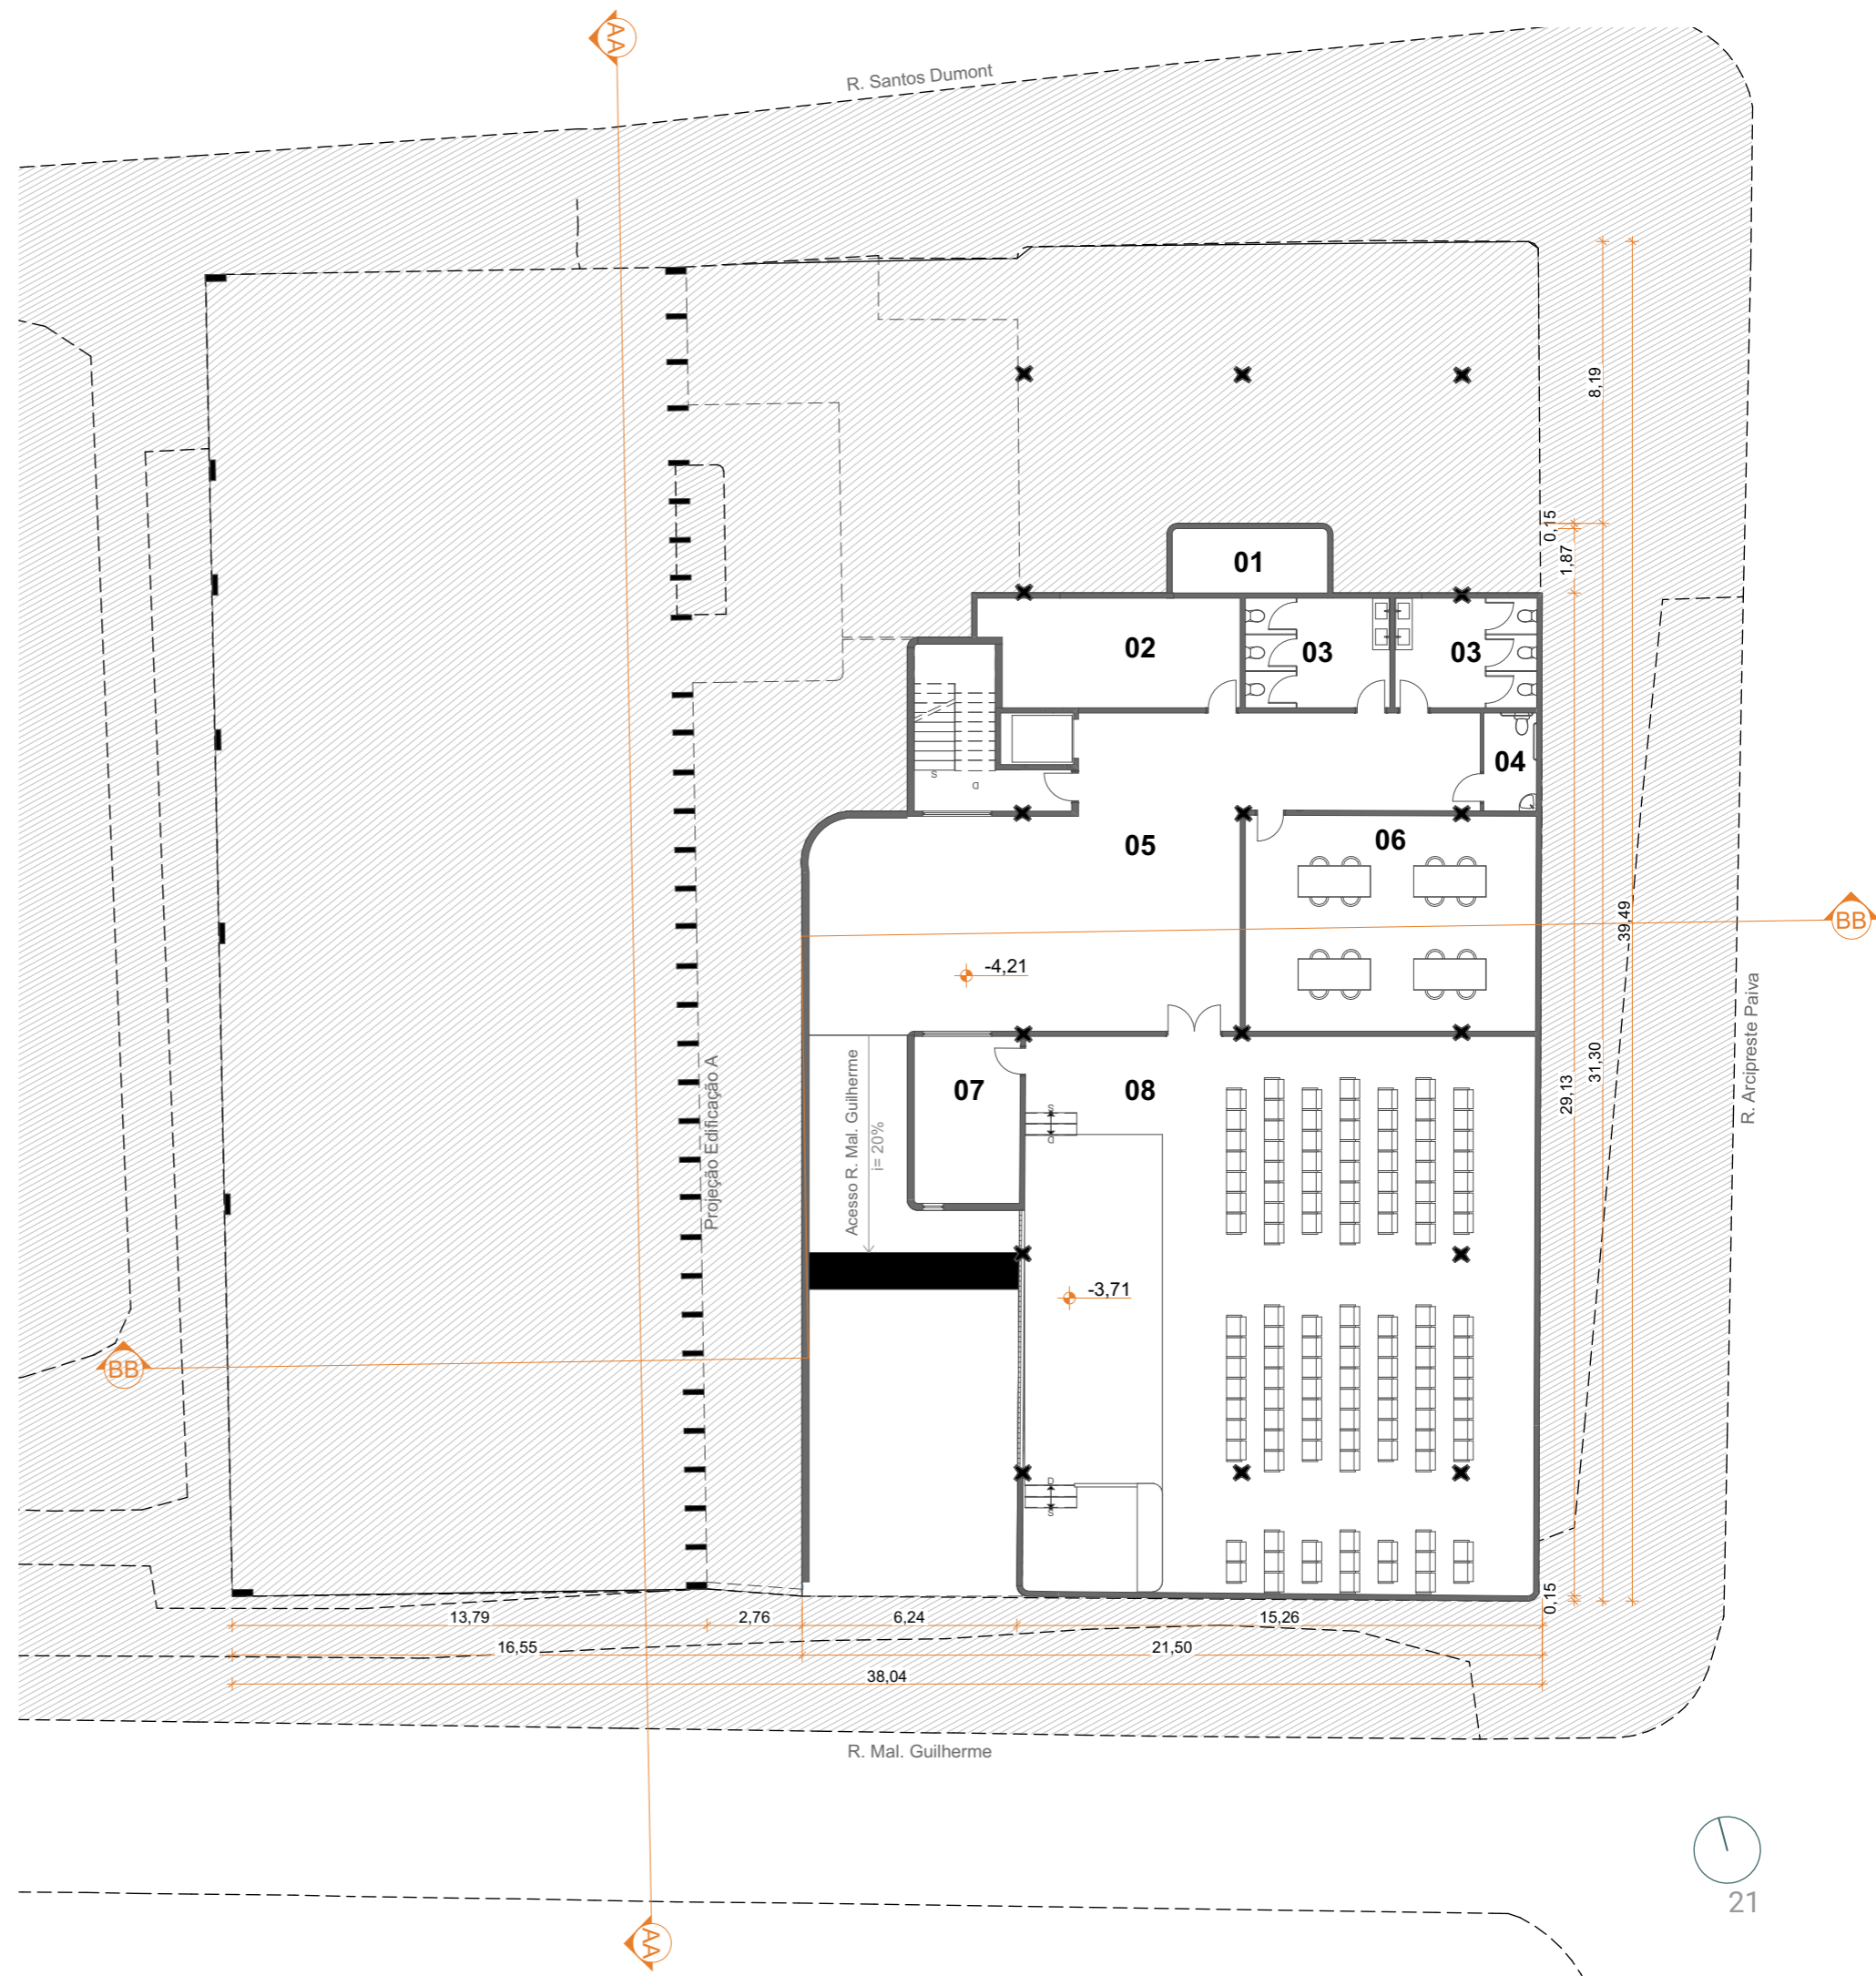 AA
R. Santos Dumont
8,19
0,15
1,87
01
02
03
03
04
S
D
05
06
39,49
BB
-4,21
R. Arcipreste Paiva
29,13
31,30
Acesso R. Mal. Guilherme
i= 20%
Projeção Edificação A
07
08
S
D
-3,71
BB
D
S
0,15
13,79
2,76
6,24
15,26
16,55
21,50
38,04
R. Mal. Guilherme
21
AA